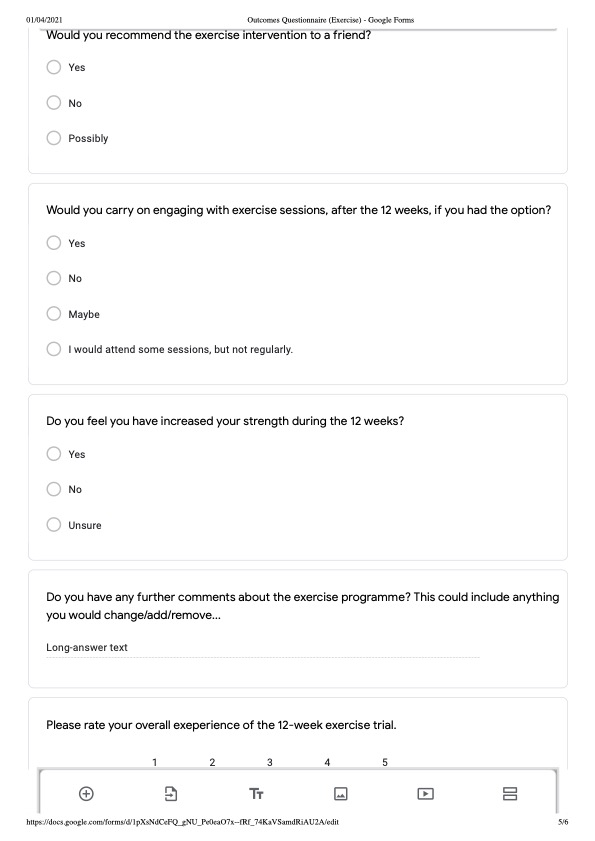 01/04/2021 Outcomes Questionnaire (Exercise) - Google Forms
Would you recommend the exercise intervention to a friend?
Yes
No
Possibly
Would you carry on engaging with exercise sessions, after the 12 weeks, if you had the option?
Yes
No
Maybe
I would attend some sessions, but not regularly.
Do you feel you have increased your strength during the 12 weeks?
Yes
No
Unsure
Do you have any further comments about the exercise programme? This could include anything
you would change/add/remove...
Long-answer text
Please rate your overall exeperience of the 12-week exercise trial.
1 2 3 4 5
Tт
https://docs.google.com/forms/d/1pXsNdCeFQ_gNU_Pe0eaO7x--fRf_74KaVSamdRiAU2A/edit 5/6